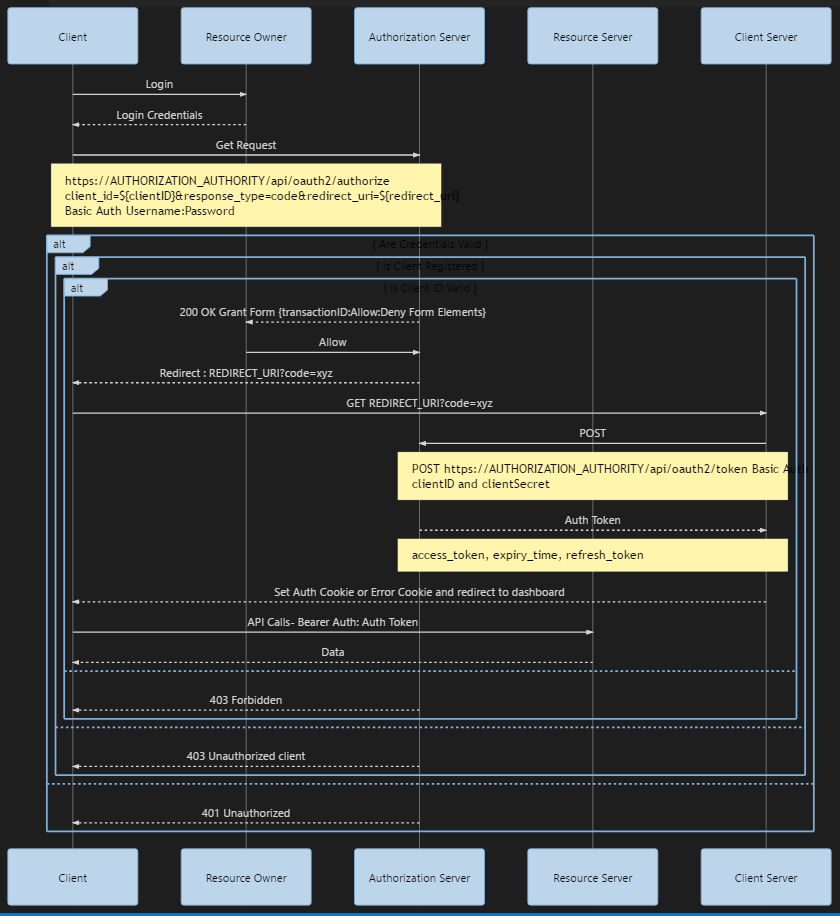 Client
Resource Owner
Authorization Server
Resource Server
Client Server
Login
Login Credentials
Get Request
https://AUTHORIZATION_AUTHORITY/api/oauth2/authorize
client_id=${clientID}&response_type=code&redirect_uri=${redirect_uri}
Basic Auth Username:Password
alt
[ Are Credentials Valid ]
alt
[ Is Client Registered ]
alt
[ Is Client ID Valid ]
200 OK Grant Form {transactionID:Allow:Deny Form Elements}
Allow
Redirect : REDIRECT_URI?code=xyz
GET REDIRECT_URI?code=xyz
POST
POST https://AUTHORIZATION_AUTHORITY/api/oauth2/token Basic Auth
clientID and clientSecret
Auth Token
access_token, expiry_time, refresh_token
Set Auth Cookie or Error Cookie and redirect to dashboard
API Calls- Bearer Auth: Auth Token
Data
403 Forbidden
403 Unauthorized client
401 Unauthorized
Client
Resource Owner
Authorization Server
Resource Server
Client Server